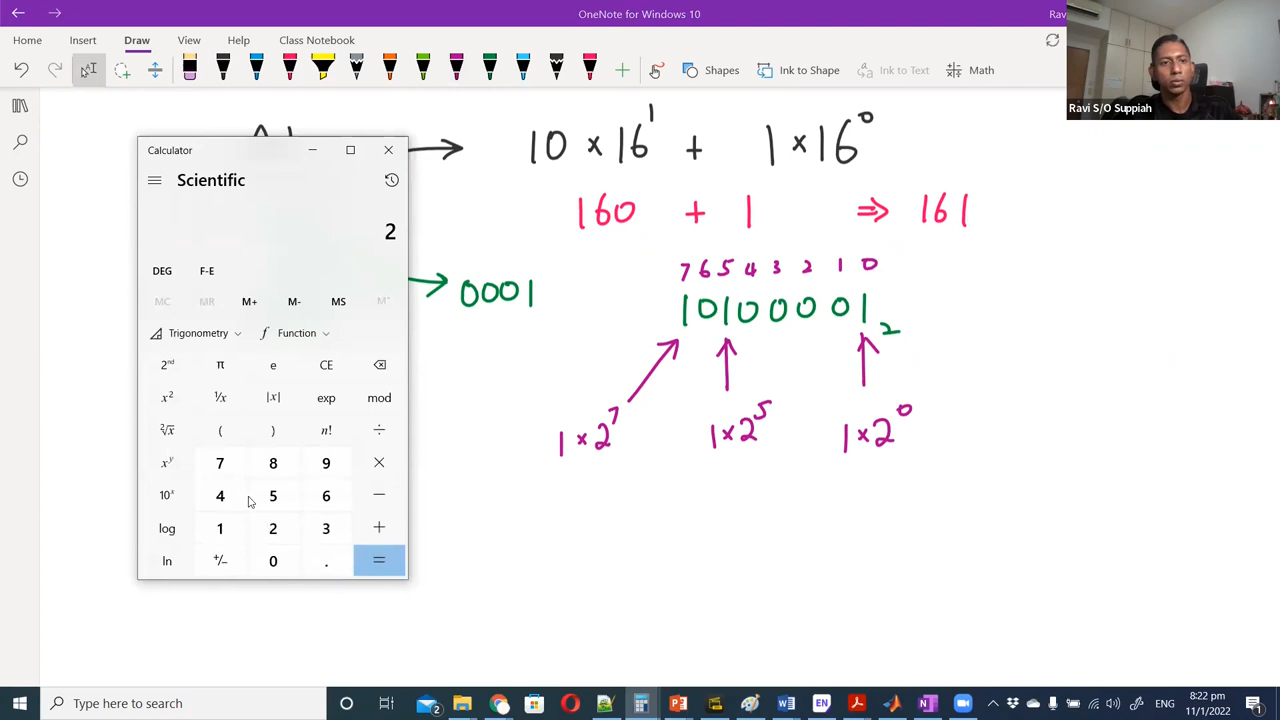 OneNote for Windows 10
Home Insert Draw View Help Class Notebook
Shapes Ink to Shape Ink to Text Math
Ravi S/O Suppiah
10 × 16¹ + 1 × 16⁰
160 + 1 ⇒ 161
7 6 5 4 3 2 1 0
→ 0001
10100001₂
1 × 2⁷ 1 × 2⁵ 1 × 2⁰
Calculator
Scientific
2
DEG F-E
MC MR M+ M- MS
Trigonometry Function
2ⁿᵈ π e CE
x² ¹/x |x| exp mod
²√x ( ) n! ÷
xʸ 7 8 9 ×
10ˣ 4 5 6 −
log 1 2 3 +
ln +/− 0 . =
Type here to search
2
EN
8:22 pm
11/1/2022
1